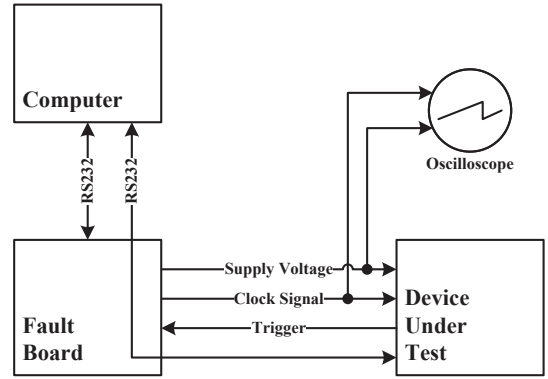 Computer
RS232
RS232
Oscilloscope
Supply Voltage
Clock Signal
Trigger
Fault
Board
Device
Under
Test